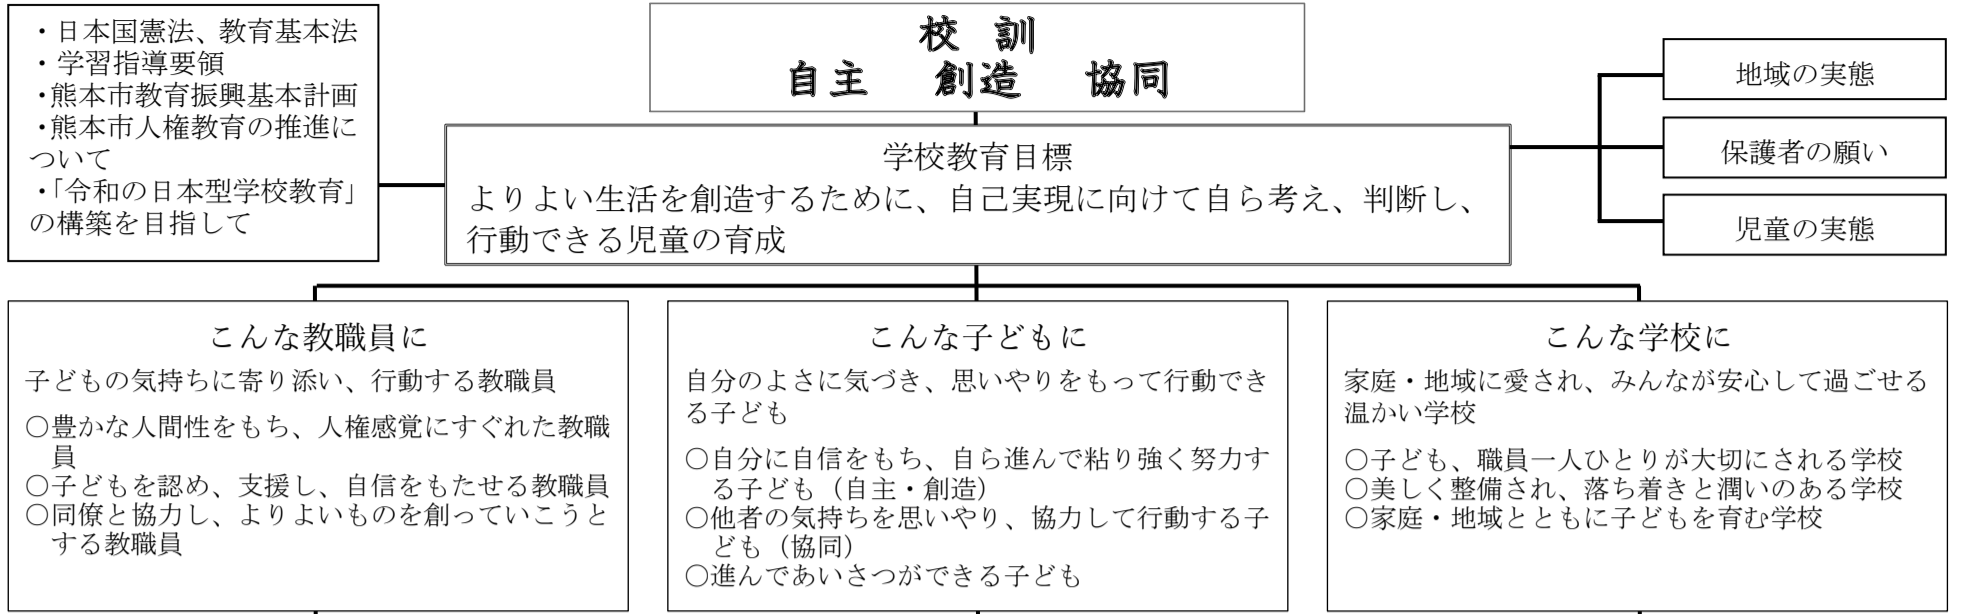 ・日本国憲法、教育基本法
・学習指導要領
・熊本市教育振興基本計画
・熊本市人権教育の推進に
ついて
・「令和の日本型学校教育」
の構築を目指して
校 訓
自主 創造 協同
学校教育目標
よりよい生活を創造するために、自己実現に向けて自ら考え、判断し、
行動できる児童の育成
地域の実態
保護者の願い
児童の実態
こんな教職員に
子どもの気持ちに寄り添い、行動する教職員
○豊かな人間性をもち、人権感覚にすぐれた教職
員
○子どもを認め、支援し、自信をもたせる教職員
○同僚と協力し、よりよいものを創っていこうと
する教職員
こんな子どもに
自分のよさに気づき、思いやりをもって行動でき
る子ども
○自分に自信をもち、自ら進んで粘り強く努力す
る子ども（自主・創造）
○他者の気持ちを思いやり、協力して行動する子
ども（協同）
○進んであいさつができる子ども
こんな学校に
家庭・地域に愛され、みんなが安心して過ごせる
温かい学校
○子ども、職員一人ひとりが大切にされる学校
○美しく整備され、落ち着きと潤いのある学校
○家庭・地域とともに子どもを育む学校